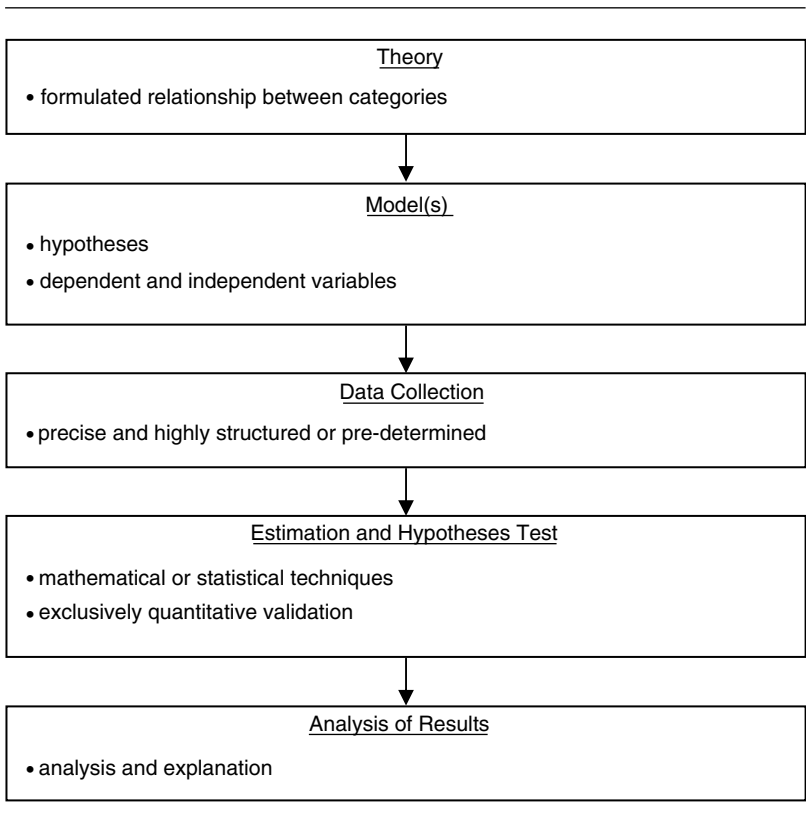 Theory
• formulated relationship between categories
Model(s)
• hypotheses
• dependent and independent variables
Data Collection
• precise and highly structured or pre-determined
Estimation and Hypotheses Test
• mathematical or statistical techniques
• exclusively quantitative validation
Analysis of Results
• analysis and explanation